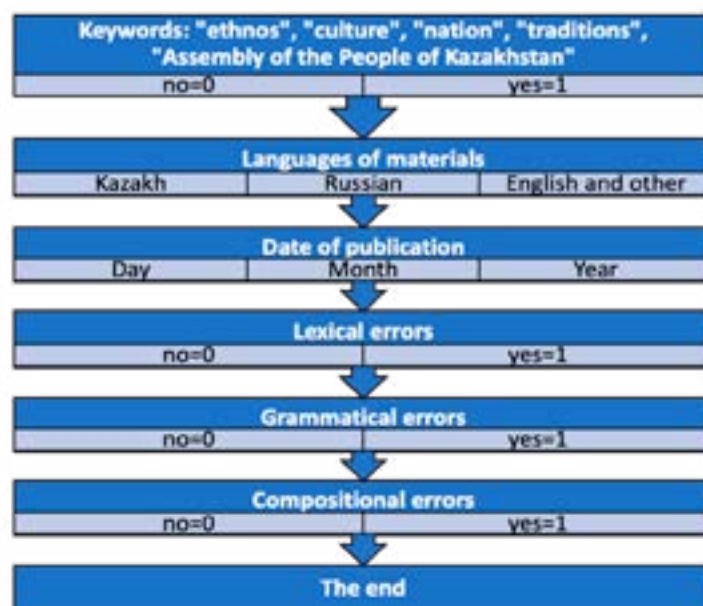 Keywords: "ethnos", "culture", "nation", "traditions",
"Assembly of the People of Kazakhstan"
no=0 yes=1
Languages of materials
Kazakh Russian English and other
Date of publication
Day Month Year
Lexical errors
no=0 yes=1
Grammatical errors
no=0 yes=1
Compositional errors
no=0 yes=1
The end